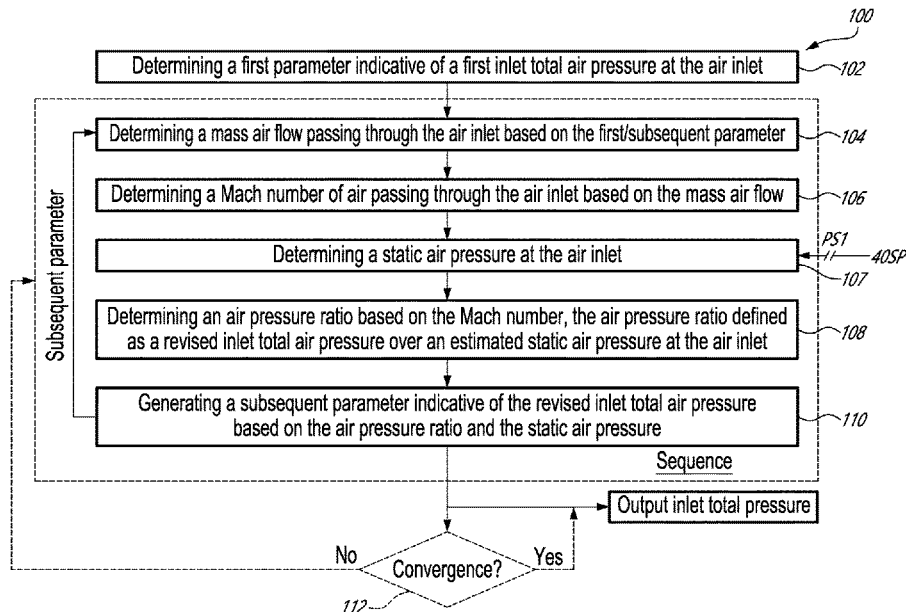 100
Determining a first parameter indicative of a first inlet total air pressure at the air inlet
102
Subsequent parameter
Determining a mass air flow passing through the air inlet based on the first/subsequent parameter
104
Determining a Mach number of air passing through the air inlet based on the mass air flow
106
Determining a static air pressure at the air inlet
PS1
40SP
107
Determining an air pressure ratio based on the Mach number, the air pressure ratio defined
as a revised inlet total air pressure over an estimated static air pressure at the air inlet
108
Generating a subsequent parameter indicative of the revised inlet total air pressure
based on the air pressure ratio and the static air pressure
110
Sequence
Output inlet total pressure
No
Convergence?
Yes
112